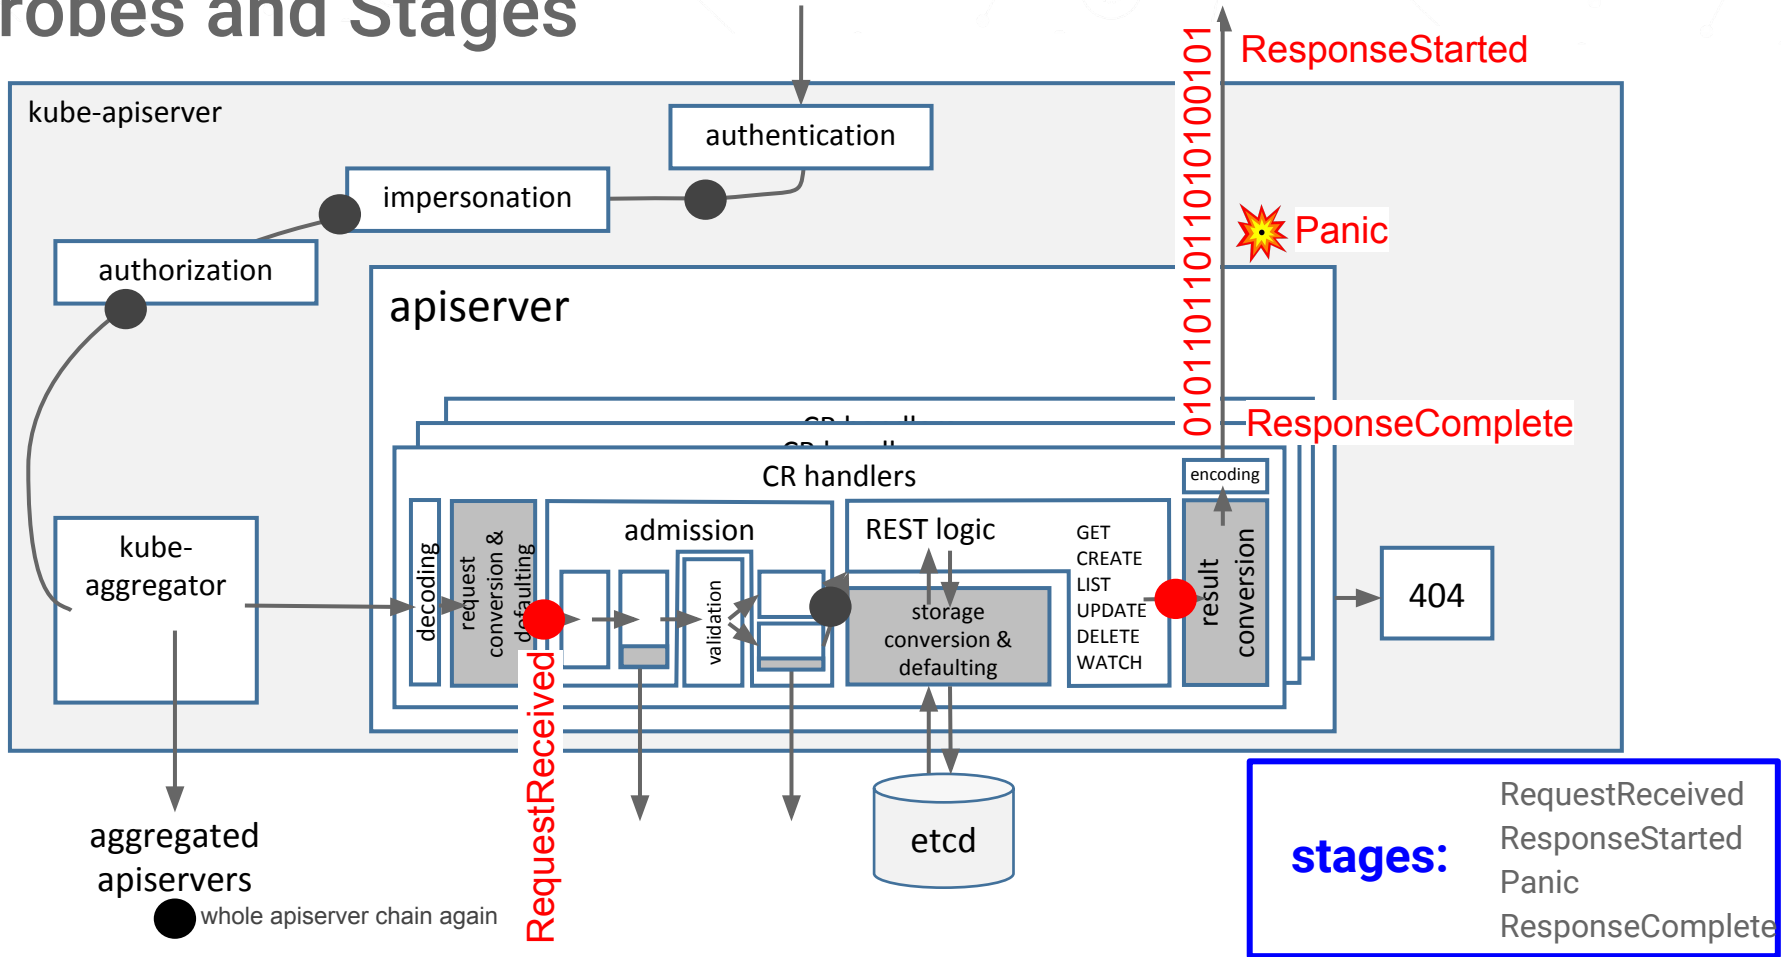 robes and Stages
ResponseStarted
kube-apiserver
authentication
impersonation
authorization
Panic
apiserver
0101101101011010100101
ResponseComplete
CR handlers
encoding
kube-
aggregator
decoding
request
conversion &
defaulting
admission
validation
REST logic
GET
CREATE
LIST
UPDATE
DELETE
WATCH
storage
conversion &
defaulting
result
conversion
404
RequestReceived
aggregated
apiservers
whole apiserver chain again
etcd
stages:
RequestReceived
ResponseStarted
Panic
ResponseComplete